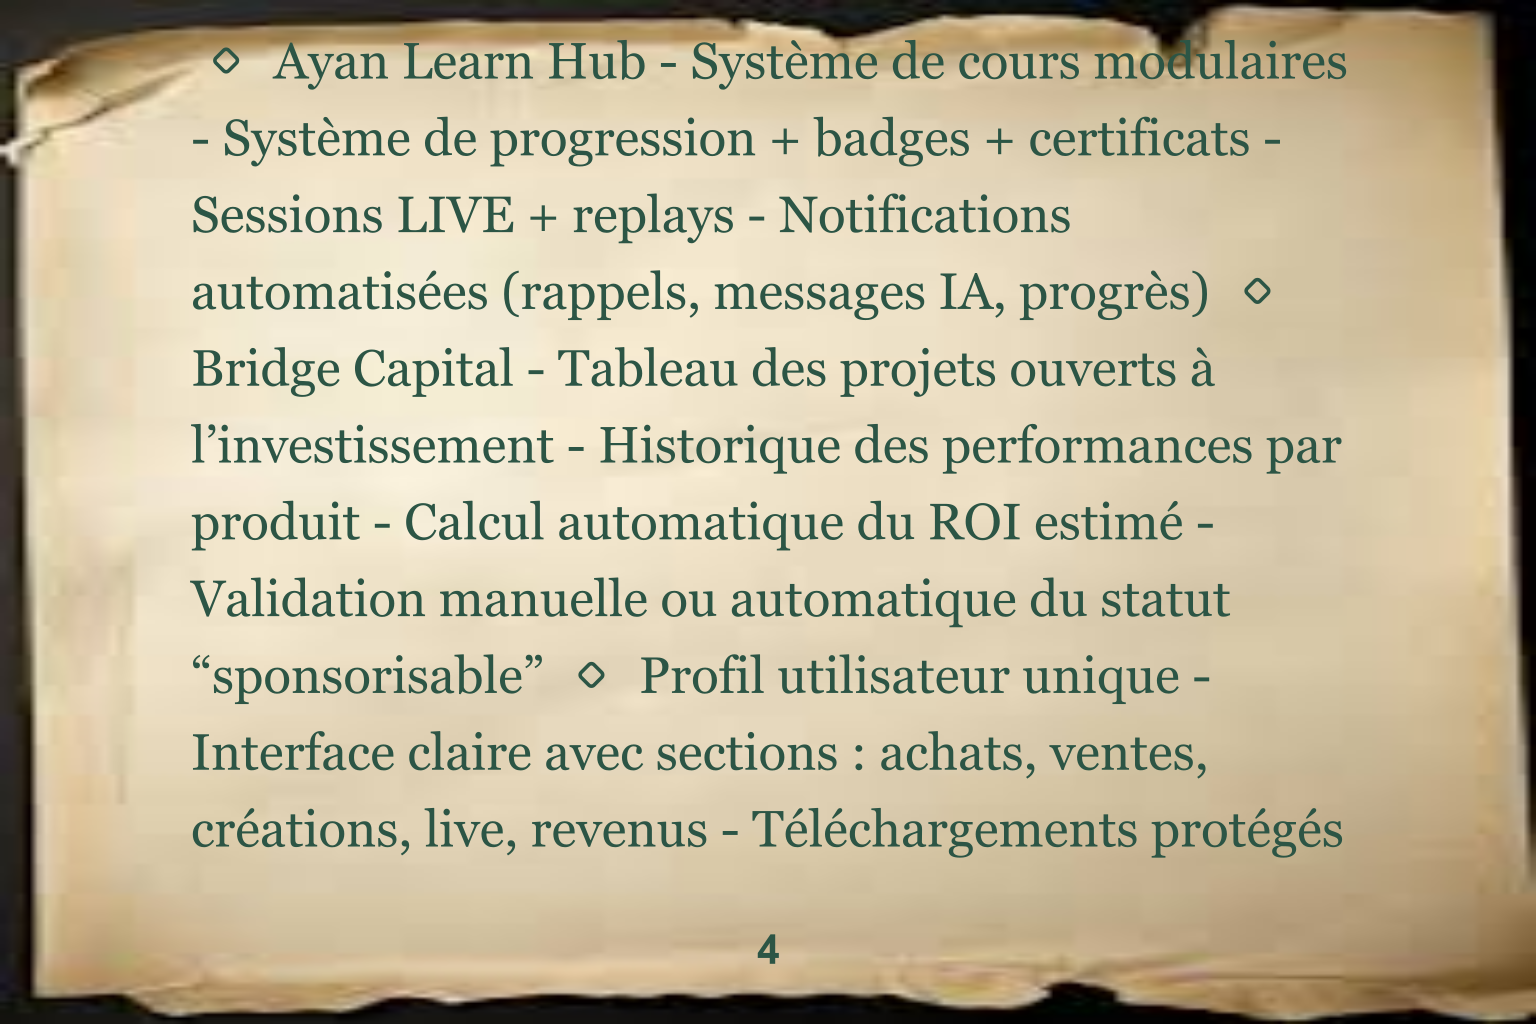 ◇ Ayan Learn Hub - Système de cours modulaires
- Système de progression + badges + certificats -
Sessions LIVE + replays - Notifications
automatisées (rappels, messages IA, progrès) ◇
Bridge Capital - Tableau des projets ouverts à
l’investissement - Historique des performances par
produit - Calcul automatique du ROI estimé -
Validation manuelle ou automatique du statut
“sponsorisable” ◇ Profil utilisateur unique -
Interface claire avec sections : achats, ventes,
créations, live, revenus - Téléchargements protégés
4